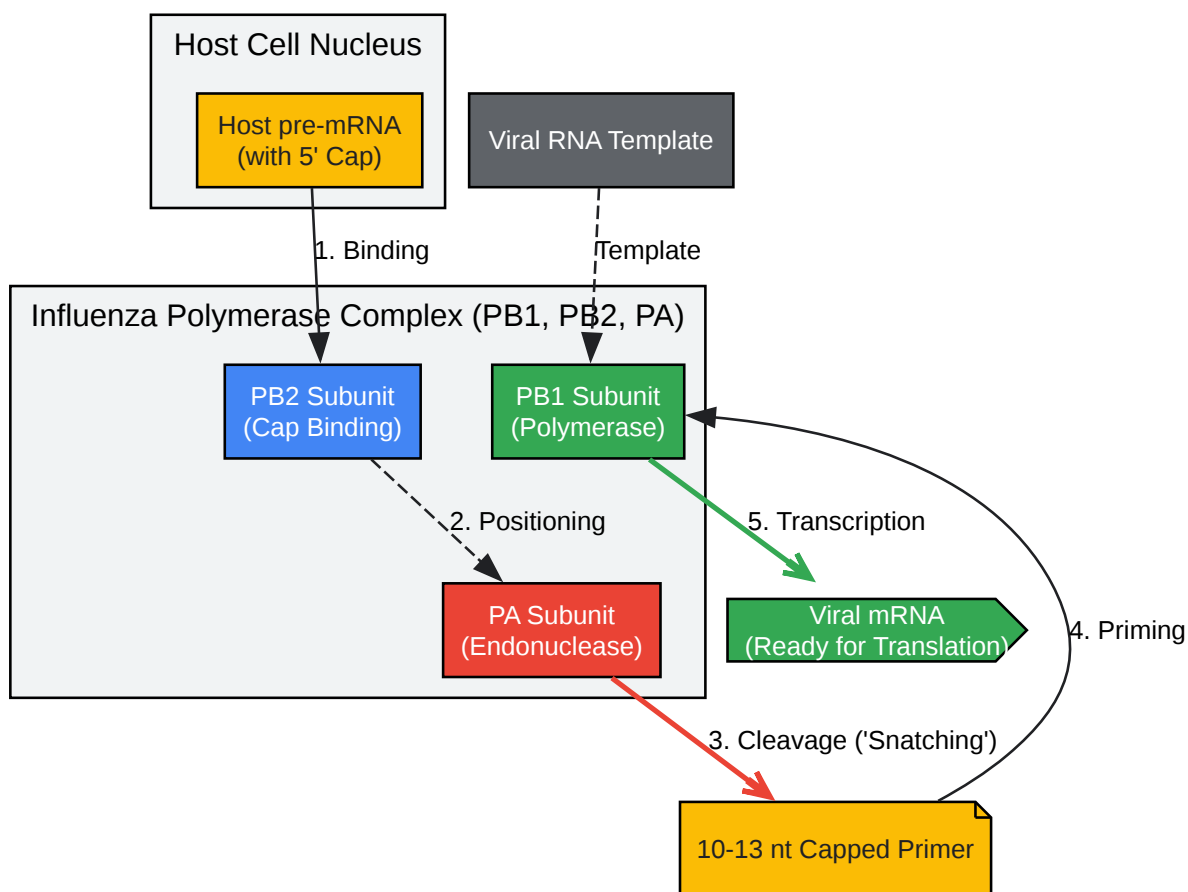 Host Cell Nucleus
Host pre-mRNA
(with 5' Cap)
Viral RNA Template
1. Binding
Template
Influenza Polymerase Complex (PB1, PB2, PA)
PB2 Subunit
(Cap Binding)
PB1 Subunit
(Polymerase)
2. Positioning
5. Transcription
PA Subunit
(Endonuclease)
Viral mRNA
(Ready for Translation)
4. Priming
3. Cleavage ('Snatching')
10-13 nt Capped Primer